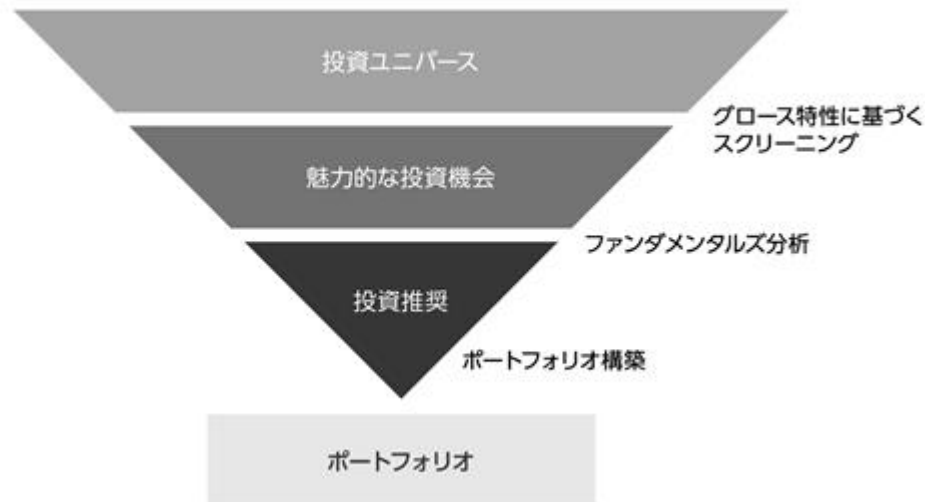 投資ユニバース
グロース特性に基づく
スクリーニング
魅力的な投資機会
ファンダメンタルズ分析
投資推奨
ポートフォリオ構築
ポートフォリオ